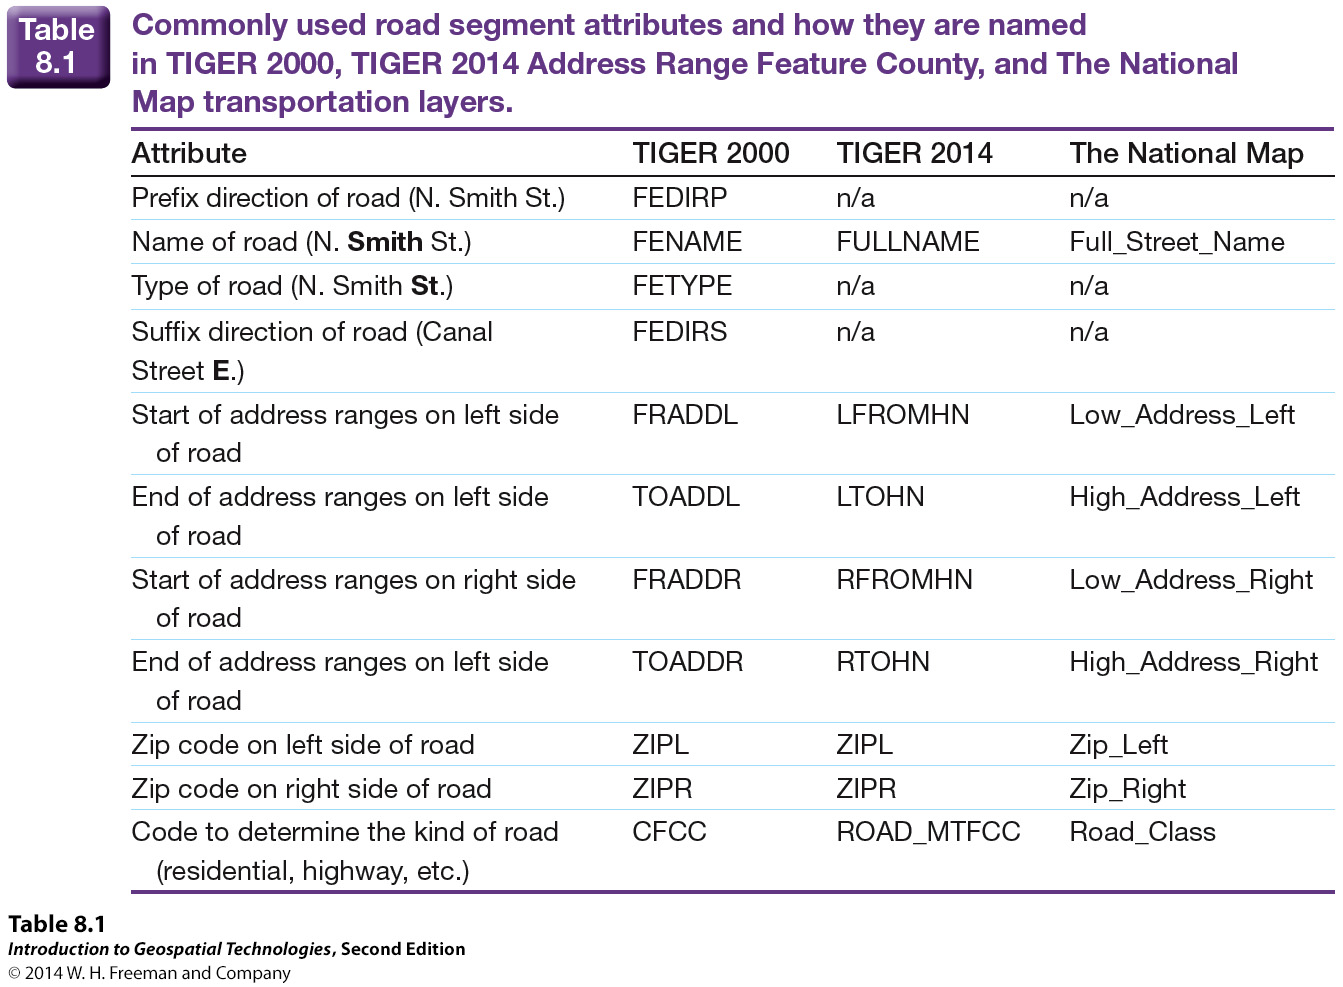 Table
8.1
Commonly used road segment attributes and how they are named
in TIGER 2000, TIGER 2014 Address Range Feature County, and The National
Map transportation layers.
Attribute TIGER 2000 TIGER 2014 The National Map
Prefix direction of road (N. Smith St.) FEDIRP n/a n/a
Name of road (N. Smith St.) FENAME FULLNAME Full_Street_Name
Type of road (N. Smith St.) FETYPE n/a n/a
Suffix direction of road (Canal FEDIRS n/a n/a
Street E.)
Start of address ranges on left side FRADDL LFROMHN Low_Address_Left
of road
End of address ranges on left side TOADDL LTOHN High_Address_Left
of road
Start of address ranges on right side FRADDR RFROMHN Low_Address_Right
of road
End of address ranges on left side TOADDR RTOHN High_Address_Right
of road
Zip code on left side of road ZIPL ZIPL Zip_Left
Zip code on right side of road ZIPR ZIPR Zip_Right
Code to determine the kind of road CFCC ROAD_MTFCC Road_Class
(residential, highway, etc.)
Table 8.1
Introduction to Geospatial Technologies, Second Edition
© 2014 W. H. Freeman and Company